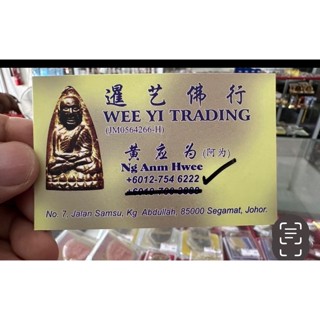 暹艺佛行
WEE YI TRADING
(JM0564266-H)
黄应为 (阿为)
Ng Anm Hwee
+6012-754 6222
No. 7, Jalan Samsu, Kg. Abdullah, 85000 Segamat, Johor.